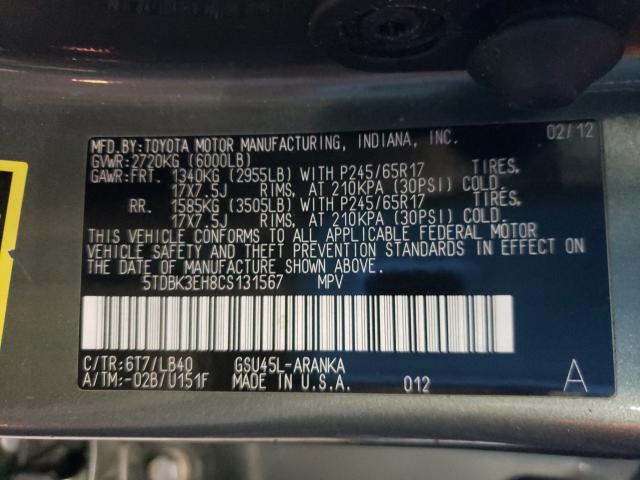 MFD.BY:TOYOTA MOTOR MANUFACTURING, INDIANA, INC. 02/12
GVWR:2720KG (6000LB)
GAWR:FRT. 1340KG (2955LB) WITH P245/65R17 TIRES,
17X7.5J RIMS, AT 210KPA (30PSI) COLD.
RR. 1585KG (3505LB) WITH P245/65R17 TIRES,
17X7.5J RIMS, AT 210KPA (30PSI) COLD.
THIS VEHICLE CONFORMS TO ALL APPLICABLE FEDERAL MOTOR
VEHICLE SAFETY AND THEFT PREVENTION STANDARDS IN EFFECT ON
THE DATE OF MANUFACTURE SHOWN ABOVE.
5TDBK3EH8CS131567 MPV
C/TR:6T7/LB40 GSU45L-ARANKA
A/TM:-02B/U151F MADE IN U.S.A. 012 A